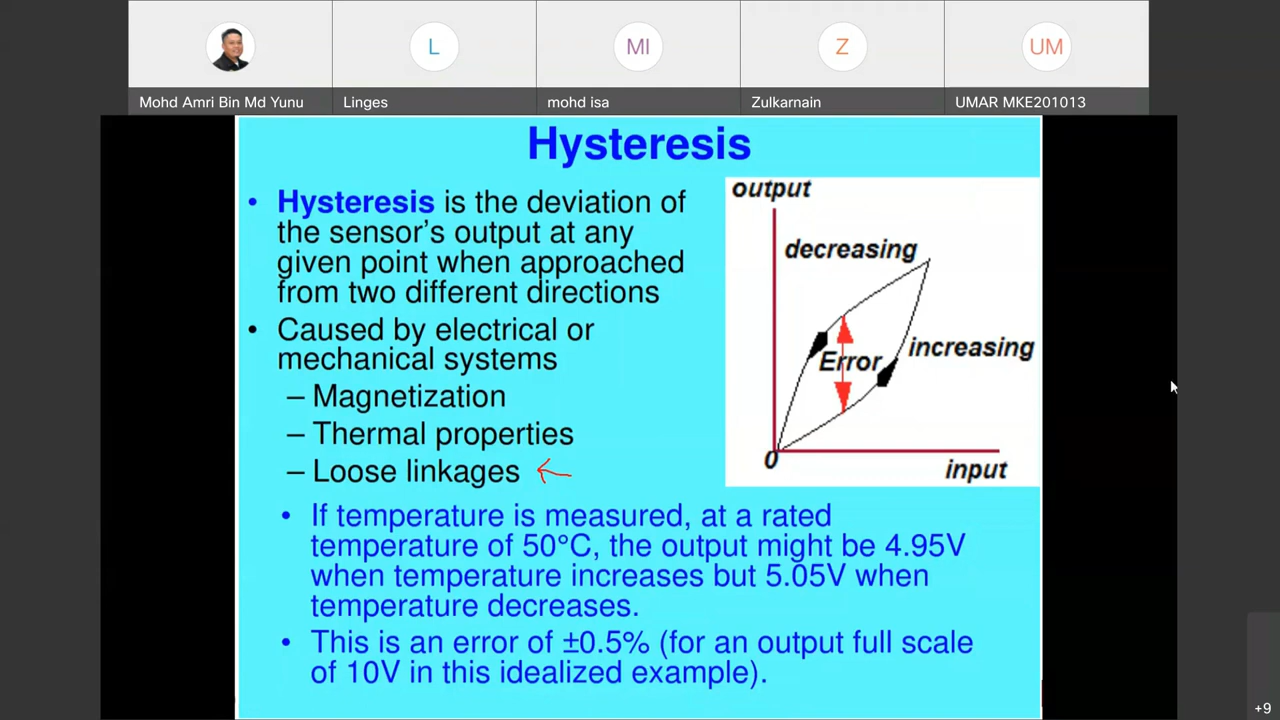 L
MI
Z
UM
Mohd Amri Bin Md Yunu
Linges
mohd isa
Zulkarnain
UMAR MKE201013
Hysteresis
• Hysteresis is the deviation of
the sensor’s output at any
given point when approached
from two different directions
• Caused by electrical or
mechanical systems
– Magnetization
– Thermal properties
– Loose linkages
• If temperature is measured, at a rated
temperature of 50°C, the output might be 4.95V
when temperature increases but 5.05V when
temperature decreases.
• This is an error of ±0.5% (for an output full scale
of 10V in this idealized example).
output
decreasing
increasing
Error
0
input
+9